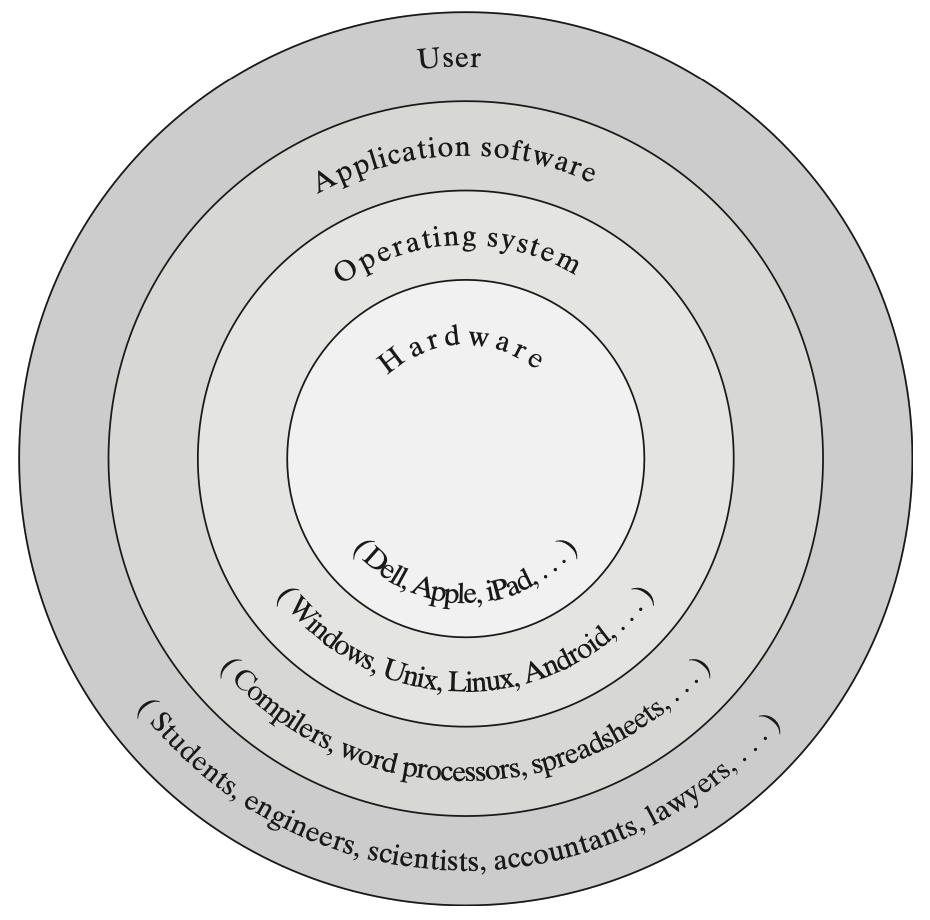 User
Application software
Operating system
Hardware
(Dell, Apple, iPad, . . . )
(Windows, Unix, Linux, Android, . . . )
(Compilers, word processors, spreadsheets, . . . )
(Students, engineers, scientists, accountants, lawyers, . . . )